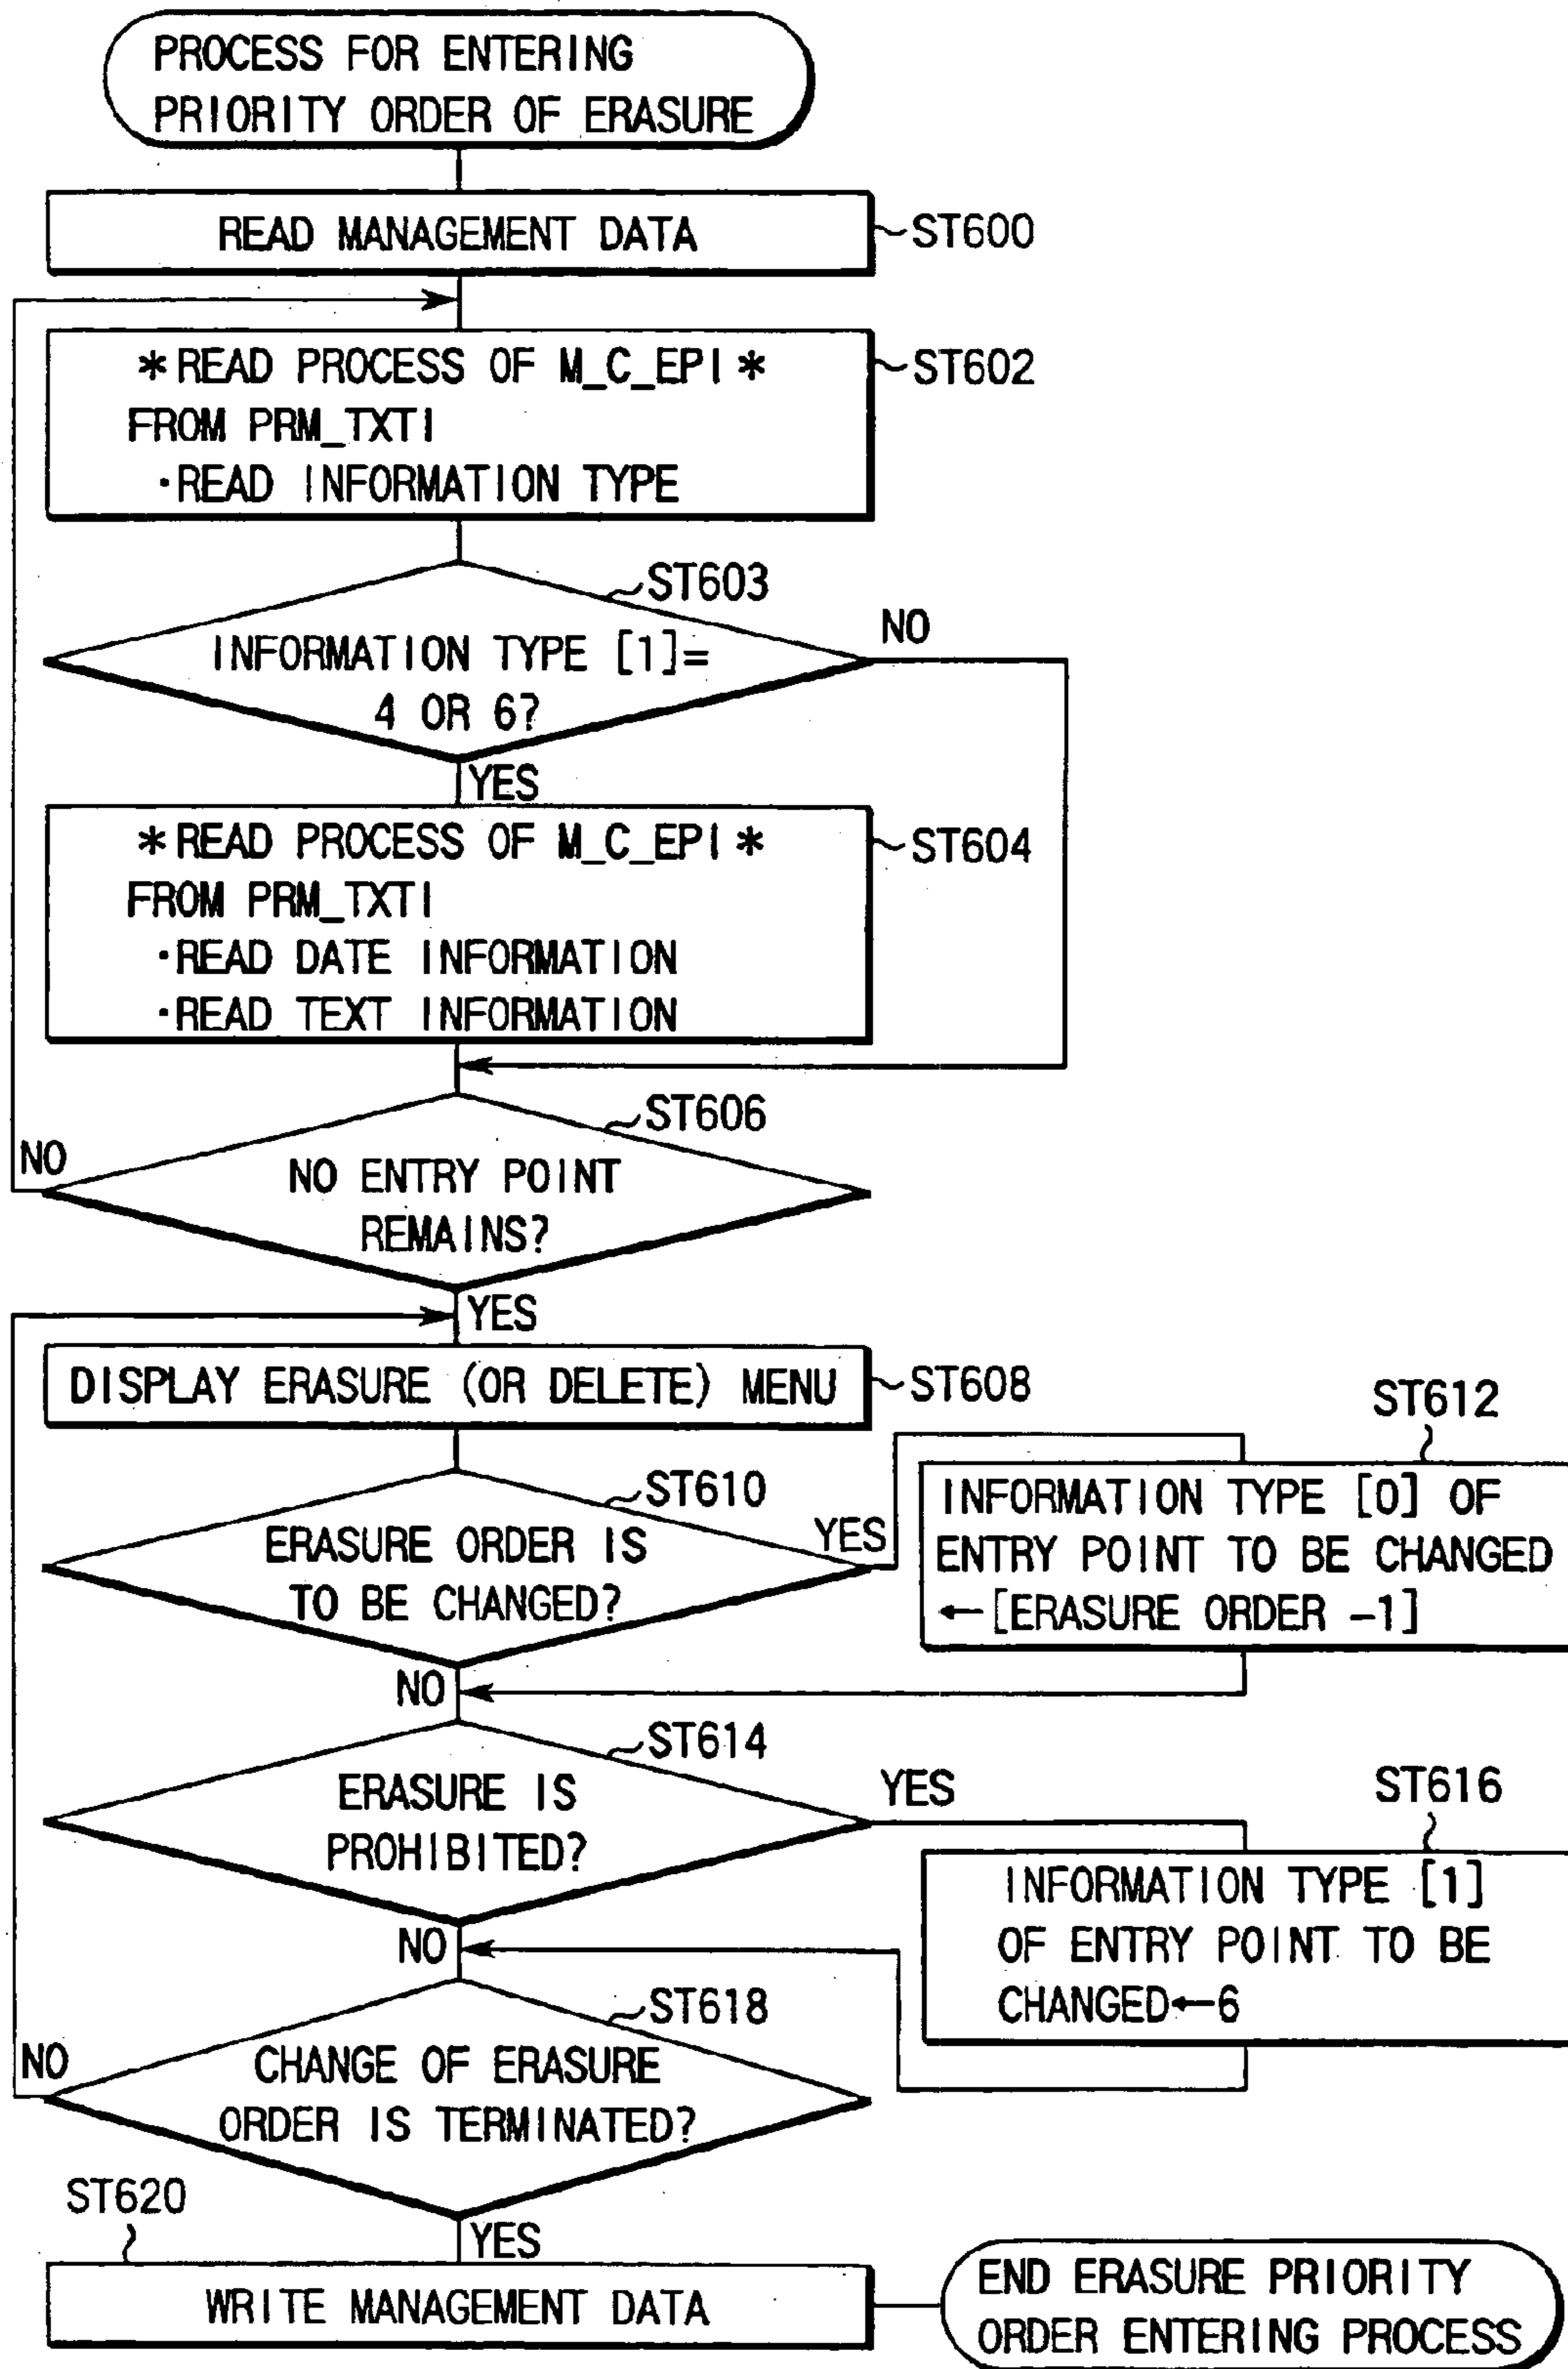 PROCESS FOR ENTERING
PRIORITY ORDER OF ERASURE
READ MANAGEMENT DATA
ST600
*READ PROCESS OF M_C_EPI*
FROM PRM_TXTI
·READ INFORMATION TYPE
ST602
ST603
INFORMATION TYPE [1]=
4 OR 6?
NO
YES
*READ PROCESS OF M_C_EPI*
FROM PRM_TXTI
·READ DATE INFORMATION
·READ TEXT INFORMATION
ST604
ST606
NO
NO ENTRY POINT
REMAINS?
YES
DISPLAY ERASURE (OR DELETE) MENU
ST608
ST610
ERASURE ORDER IS
TO BE CHANGED?
YES
ST612
INFORMATION TYPE [0] OF
ENTRY POINT TO BE CHANGED
←[ERASURE ORDER -1]
NO
ST614
ERASURE IS
PROHIBITED?
YES
ST616
INFORMATION TYPE [1]
OF ENTRY POINT TO BE
CHANGED←6
NO
ST618
NO
CHANGE OF ERASURE
ORDER IS TERMINATED?
YES
ST620
WRITE MANAGEMENT DATA
END ERASURE PRIORITY
ORDER ENTERING PROCESS